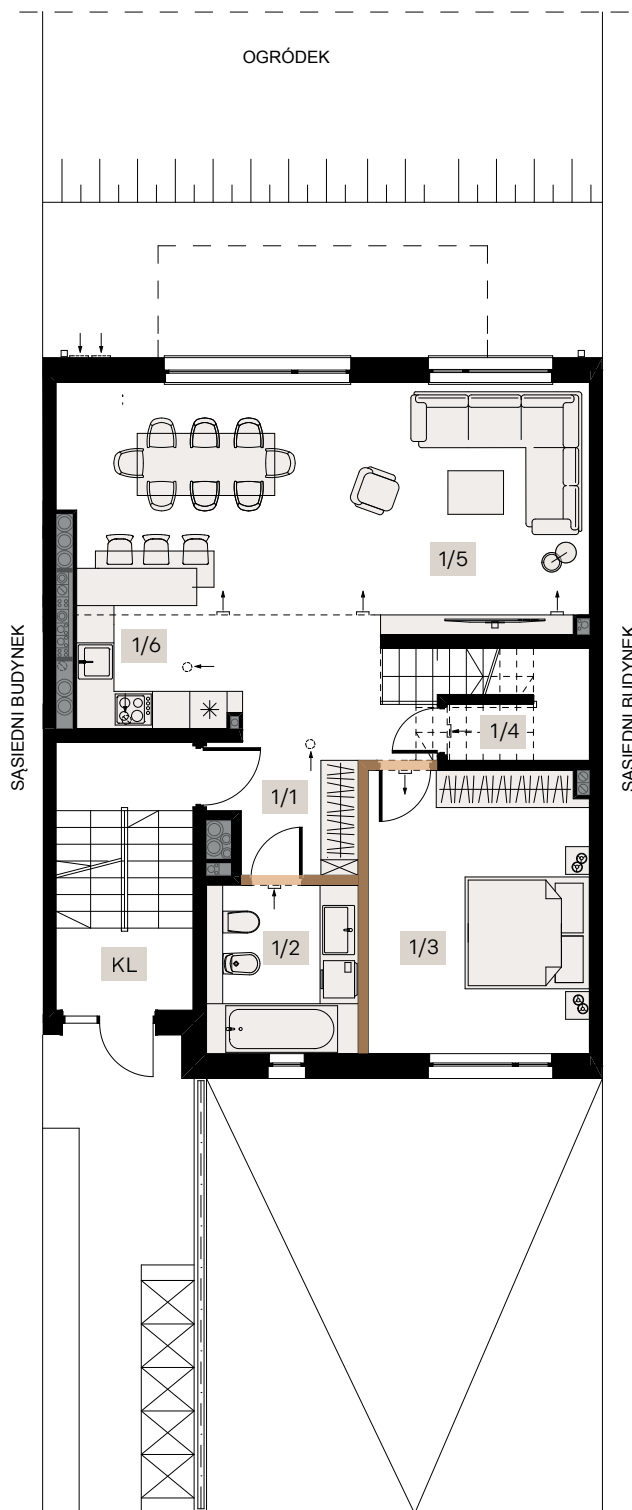 OGRÓDEK
1/5
1/6
SĄSIEDNI BUDYNEK
SĄSIEDNI BUDYNEK
1/4
1/1
1/2
1/3
KL